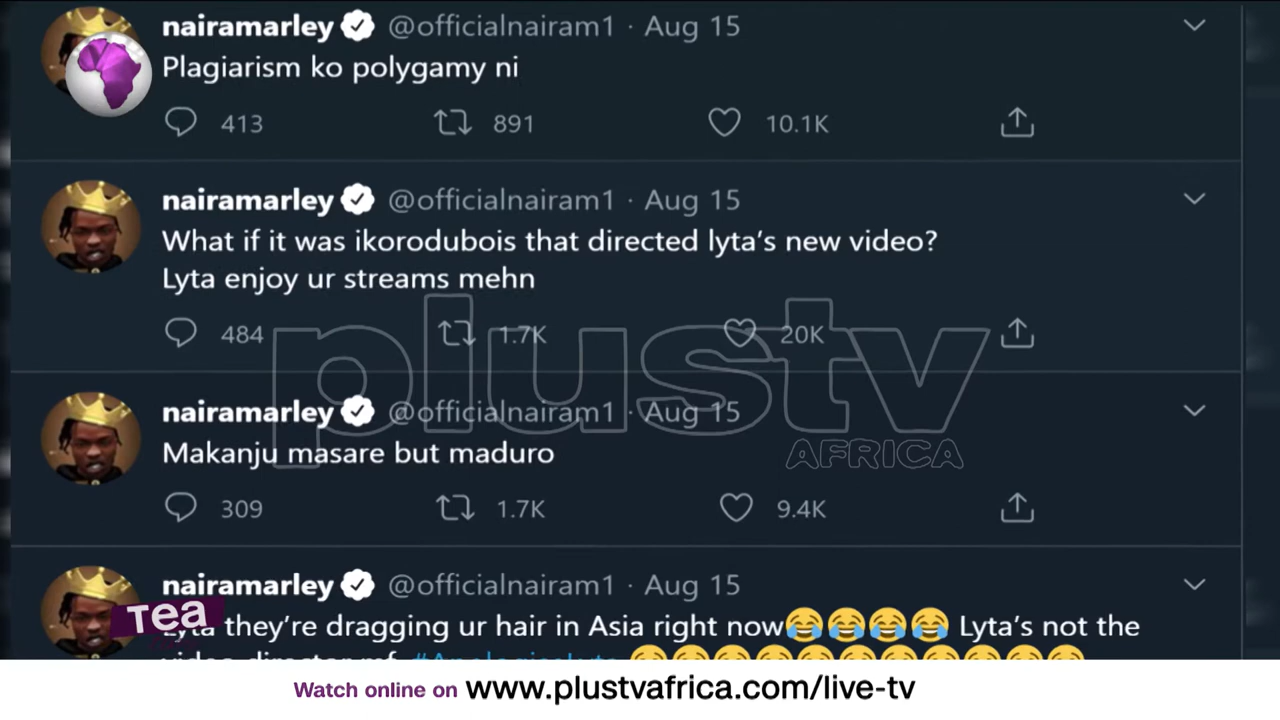 nairamarley @officialnairam1 · Aug 15
Plagiarism ko polygamy ni
413 891 10.1K
nairamarley @officialnairam1 · Aug 15
What if it was ikorodubois that directed lyta's new video?
Lyta enjoy ur streams mehn
484 1.7K 20K
plustv
nairamarley @officialnairam1 · Aug 15
AFRICA
Makanju masare but maduro
309 1.7K 9.4K
nairamarley @officialnairam1 · Aug 15
Tea
Lyta they're dragging ur hair in Asia right now😂😂😂😂 Lyta's not the
Watch online on www.plustvafrica.com/live-tv